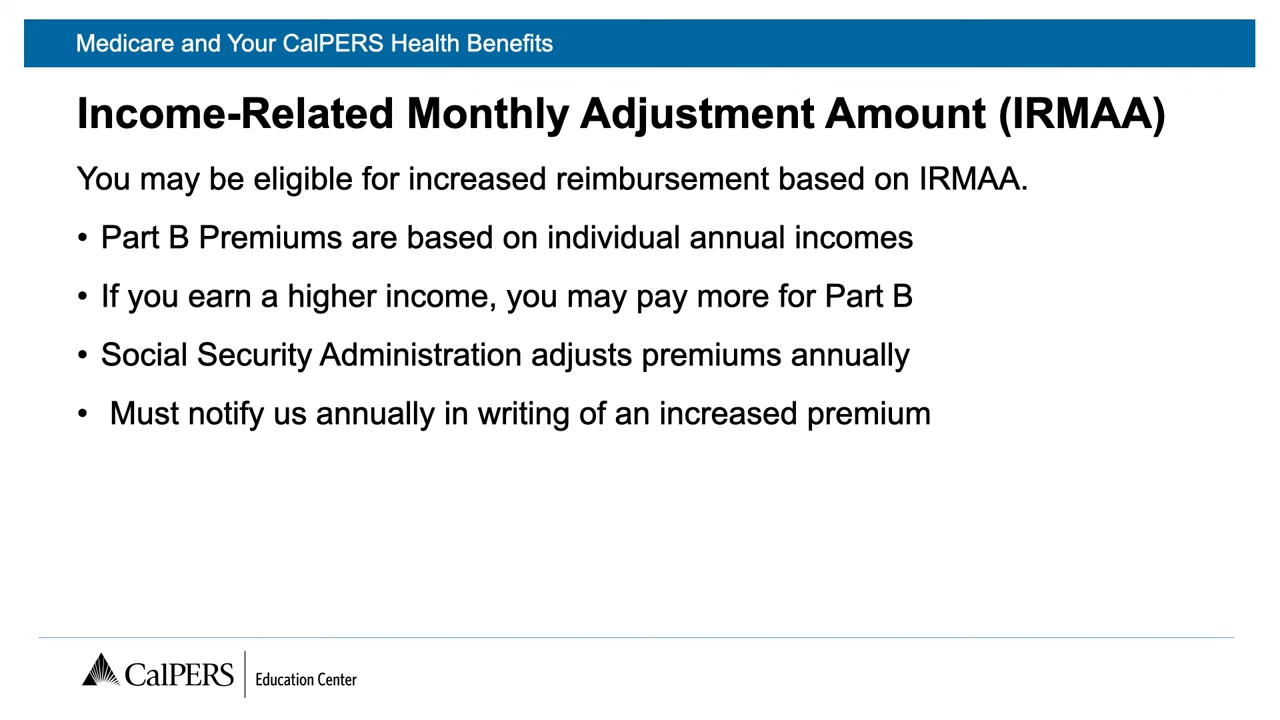 Medicare and Your CalPERS Health Benefits
Income-Related Monthly Adjustment Amount (IRMAA)
You may be eligible for increased reimbursement based on IRMAA.
• Part B Premiums are based on individual annual incomes
• If you earn a higher income, you may pay more for Part B
• Social Security Administration adjusts premiums annually
• Must notify us annually in writing of an increased premium
CalPERS Education Center